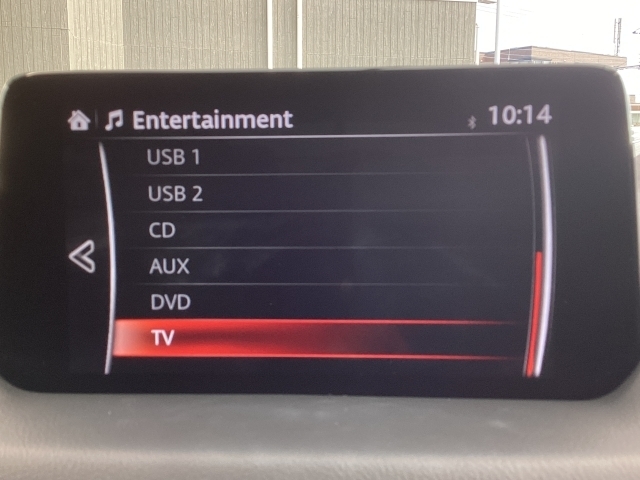 Entertainment 10:14
USB 1
USB 2
CD
AUX
DVD
TV